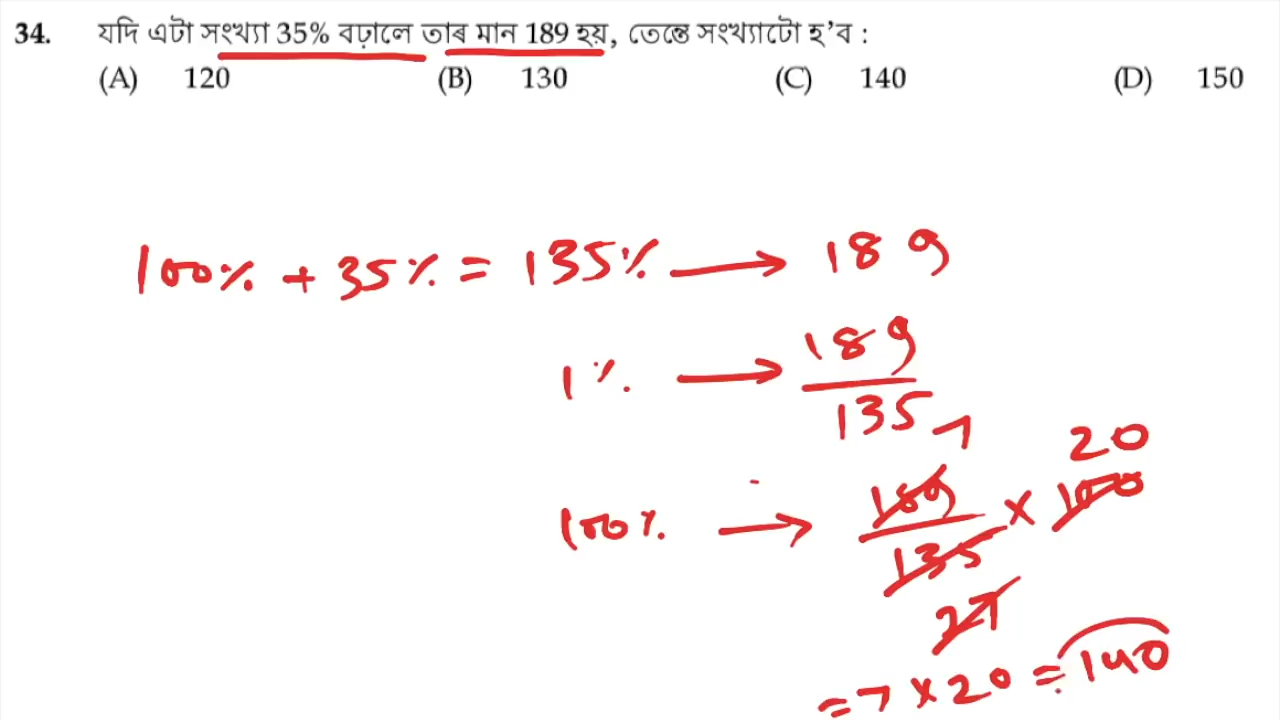 34. যদি এটা সংখ্যা 35% বঢ়ালে তাৰ মান 189 হয়, তেন্তে সংখ্যাটো হ’ব :
(A) 120 (B) 130 (C) 140 (D) 150
100% + 35% = 135% → 189
1% → 189/135
7 20
100% → 189/135 × 100
27
= 7 × 20 = 140